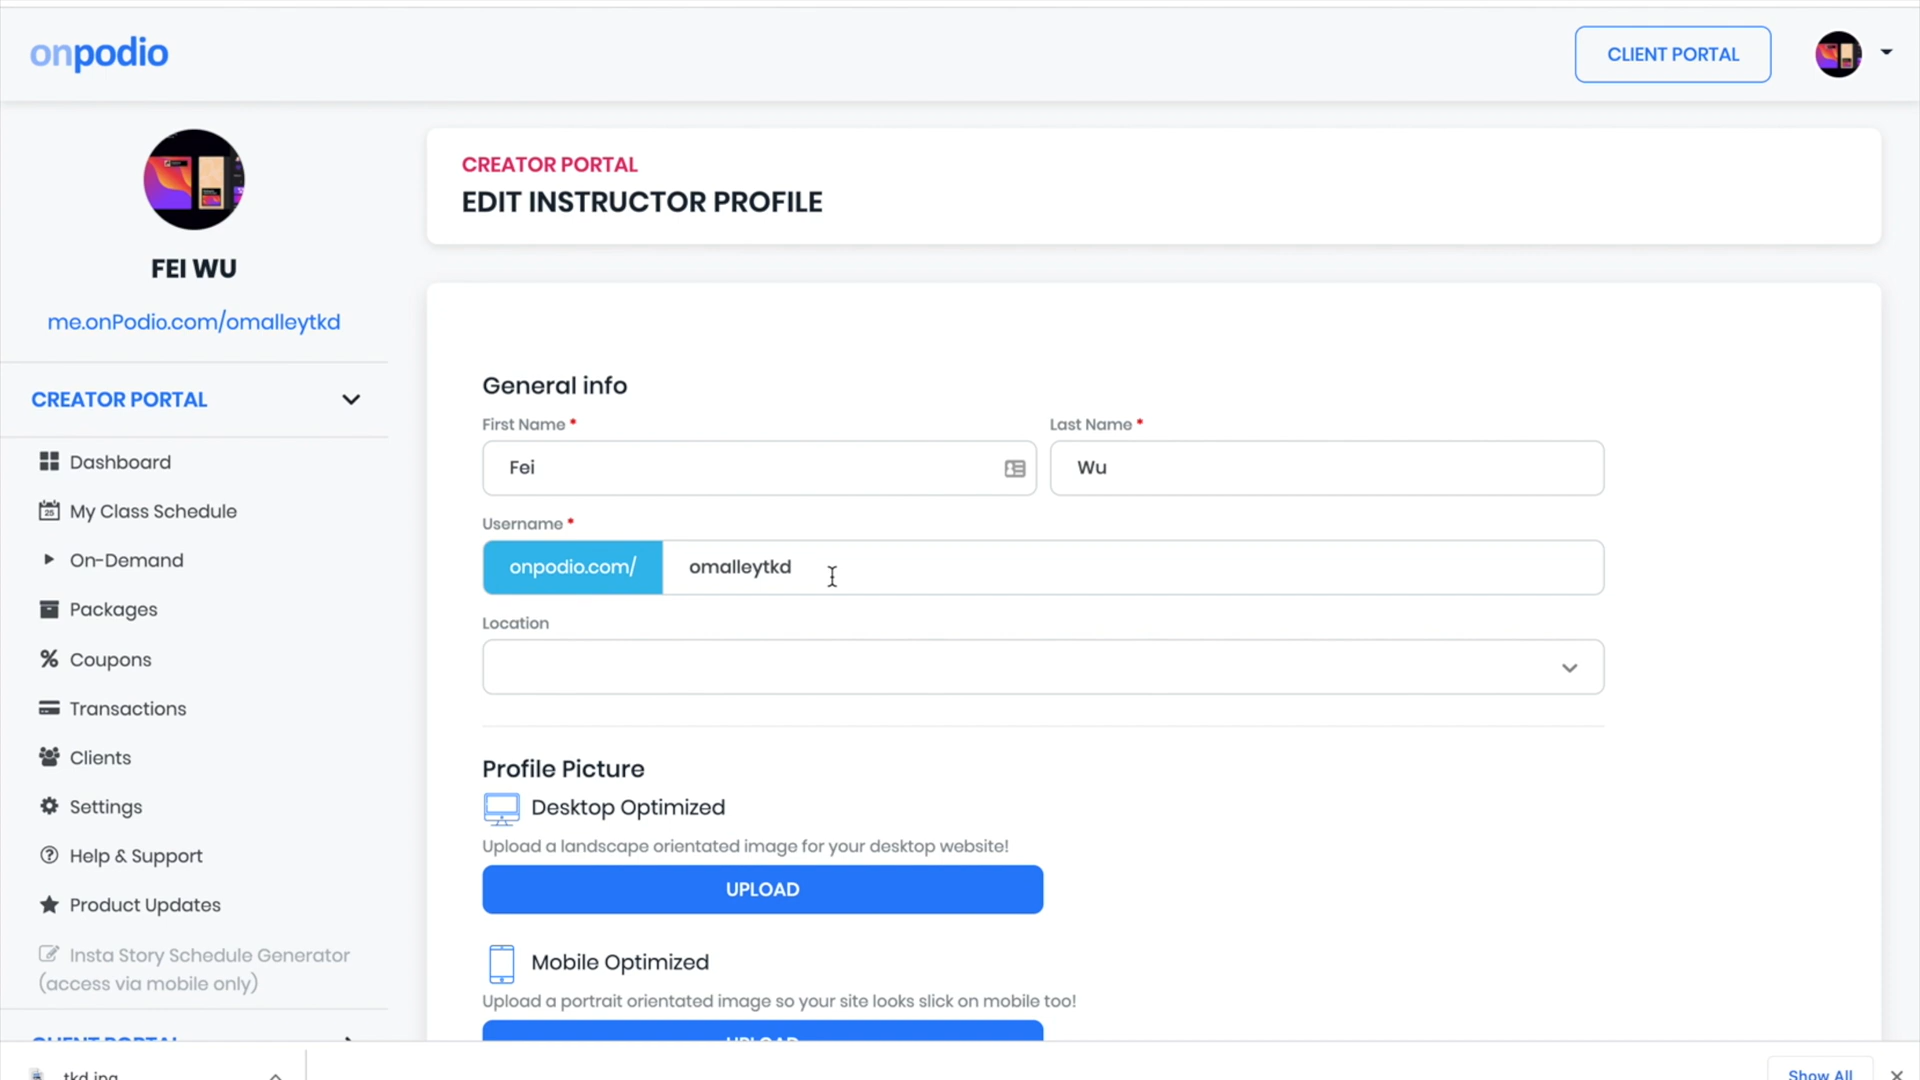 onpodio
CLIENT PORTAL
FEI WU
me.onPodio.com/omalleytkd
CREATOR PORTAL
Dashboard
25
My Class Schedule
On-Demand
Packages
Coupons
Transactions
Clients
Settings
Help & Support
Product Updates
Insta Story Schedule Generator
(access via mobile only)
CLIENT PORTAL
CREATOR PORTAL
EDIT INSTRUCTOR PROFILE
General info
First Name *
Last Name *
Fei
Wu
Username *
onpodio.com/
omalleytkd
Location
Profile Picture
Desktop Optimized
Upload a landscape orientated image for your desktop website!
UPLOAD
Mobile Optimized
Upload a portrait orientated image so your site looks slick on mobile too!
UPLOAD
Show All